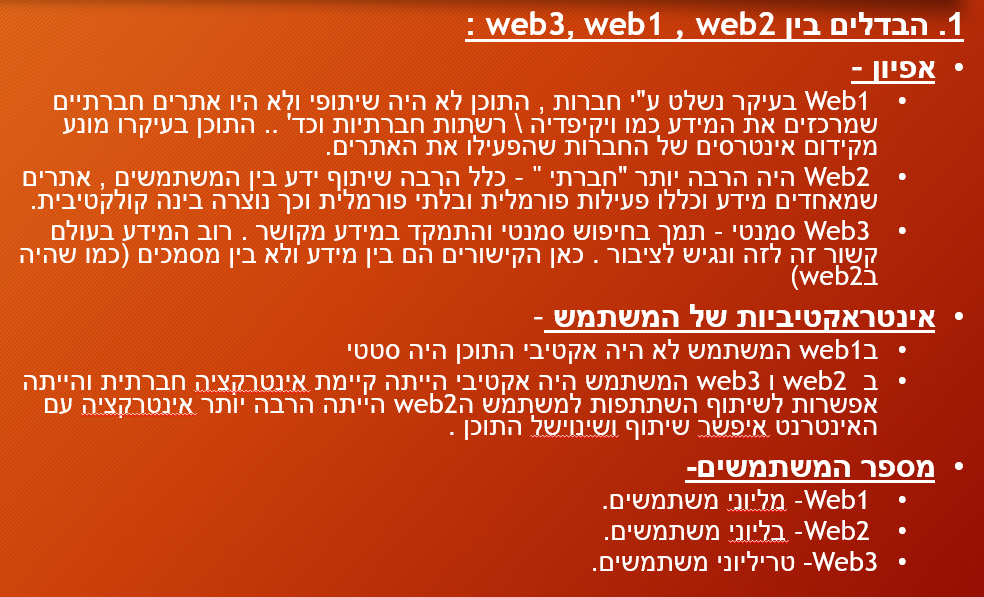 1. הבדלים בין web3, web1 , web2 :
• אפיון -
• Web1 בעיקר נשלט ע"י חברות , התוכן לא היה שיתופי ולא היו אתרים חברתיים
שמרכזים את המידע כמו ויקיפדיה \ רשתות חברתיות וכד' .. התוכן בעיקרו מונע
מקידום אינטרסים של החברות שהפעילו את האתרים.
• Web2 היה הרבה יותר "חברתי " - כלל הרבה שיתוף ידע בין המשתמשים , אתרים
שמאחדים מידע וכללו פעילות פורמלית ובלתי פורמלית וכך נוצרה בינה קולקטיבית.
• Web3 סמנטי - תמך בחיפוש סמנטי והתמקד במידע מקושר . רוב המידע בעולם
קשור זה לזה ונגיש לציבור . כאן הקישורים הם בין מידע ולא בין מסמכים (כמו שהיה
בweb2)
• אינטראקטיביות של המשתמש -
• בweb1 המשתמש לא היה אקטיבי התוכן היה סטטי
• ב web2 ו web3 המשתמש היה אקטיבי הייתה קיימת אינטרקציה חברתית והייתה
אפשרות לשיתוף השתתפות למשתמש הweb2 הייתה הרבה יותר אינטרקציה עם
האינטרנט איפשר שיתוף ושינוישל התוכן .
• מספר המשתמשים-
• Web1- מליוני משתמשים.
• Web2- בליוני משתמשים.
• Web3- טריליוני משתמשים.